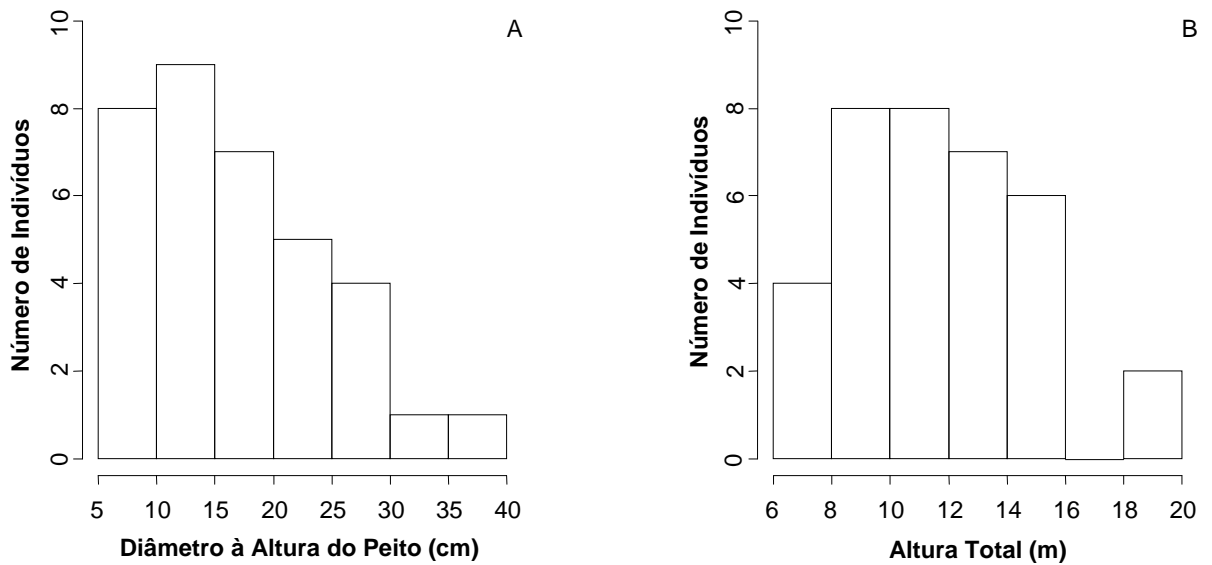 A
Número de Indivíduos
10
8
6
4
2
0
5 10 15 20 25 30 35 40
Diâmetro à Altura do Peito (cm)
B
Número de Indivíduos
10
8
6
4
2
0
6 8 10 12 14 16 18 20
Altura Total (m)